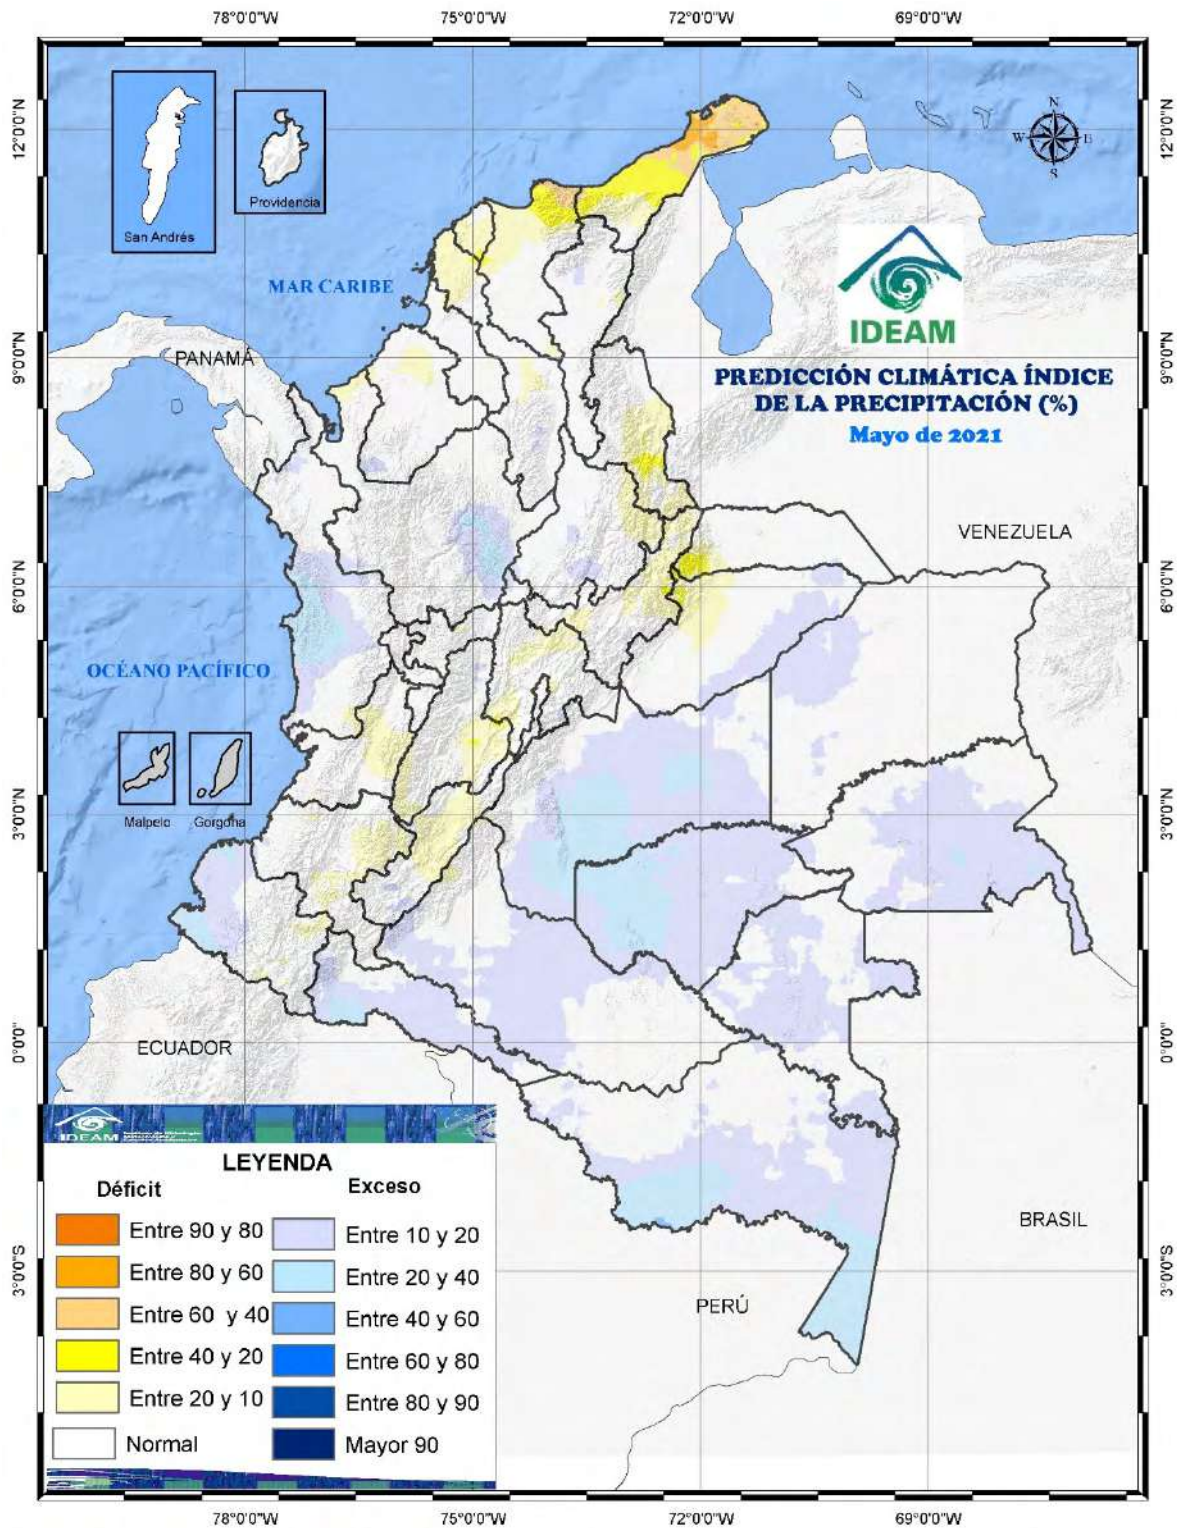 78°0'0"W 75°0'0"W 72°0'0"W 69°0'0"W
12°0'0"N
9°0'0"N
6°0'0"N
3°0'0"N
0°0'0"
3°0'0"S
12°0'0"N
9°0'0"N
6°0'0"N
3°0'0"N
0°0'0"
3°0'0"S
San Andrés
Providencia
N
W E
S
MAR CARIBE
IDEAM
PANAMÁ
PREDICCIÓN CLIMÁTICA ÍNDICE
DE LA PRECIPITACIÓN (%)
Mayo de 2021
VENEZUELA
OCÉANO PACÍFICO
Malpelo
Gorgona
ECUADOR
BRASIL
PERÚ
IDEAM
LEYENDA
Déficit Exceso
Entre 90 y 80 Entre 10 y 20
Entre 80 y 60 Entre 20 y 40
Entre 60 y 40 Entre 40 y 60
Entre 40 y 20 Entre 60 y 80
Entre 20 y 10 Entre 80 y 90
Normal Mayor 90
78°0'0"W 75°0'0"W 72°0'0"W 69°0'0"W